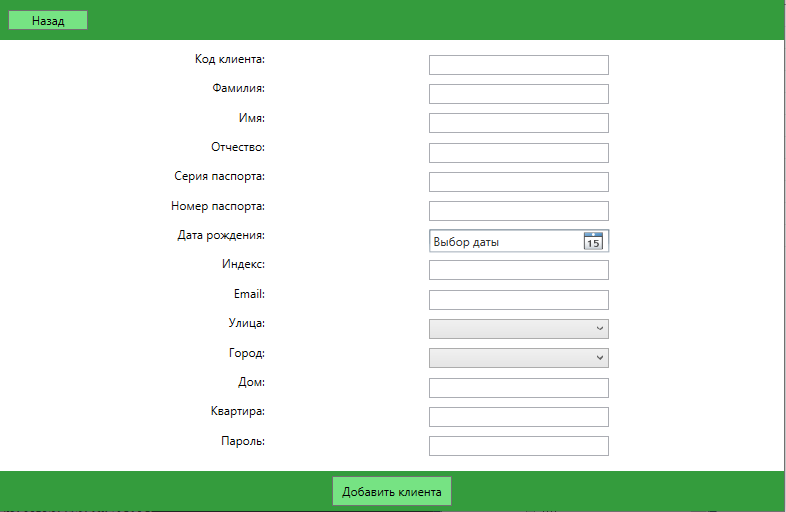 Назад
Код клиента:
Фамилия:
Имя:
Отчество:
Серия паспорта:
Номер паспорта:
Дата рождения:
Выбор даты
15
Индекс:
Email:
Улица:
Город:
Дом:
Квартира:
Пароль:
Добавить клиента